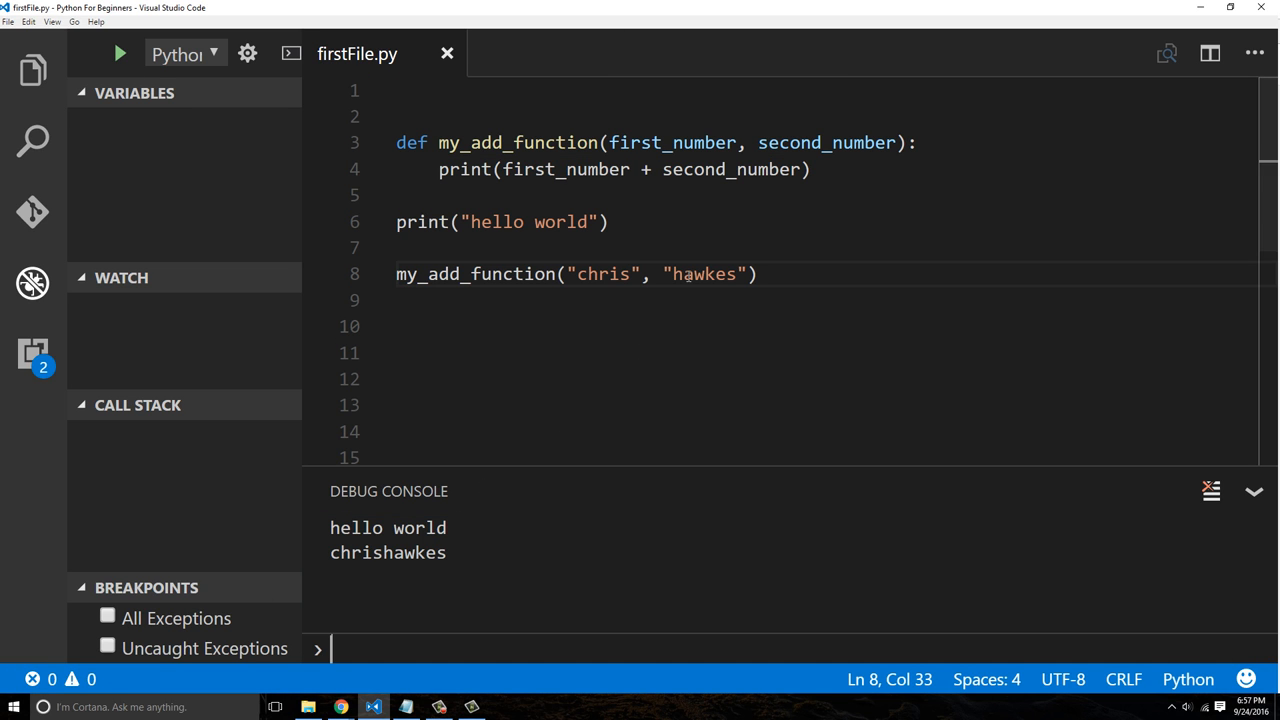 firstFile.py - Python For Beginners - Visual Studio Code
File Edit View Go Help
firstFile.py
VARIABLES
WATCH
CALL STACK
BREAKPOINTS
All Exceptions
Uncaught Exceptions
1
2
3 def my_add_function(first_number, second_number):
4 print(first_number + second_number)
5
6 print("hello world")
7
8 my_add_function("chris", "hawkes")
9
10
11
12
13
14
15
DEBUG CONSOLE
hello world
chrishawkes
2
0 0 Ln 8, Col 33 Spaces: 4 UTF-8 CRLF Python
I'm Cortana. Ask me anything.
6:57 PM
9/24/2016